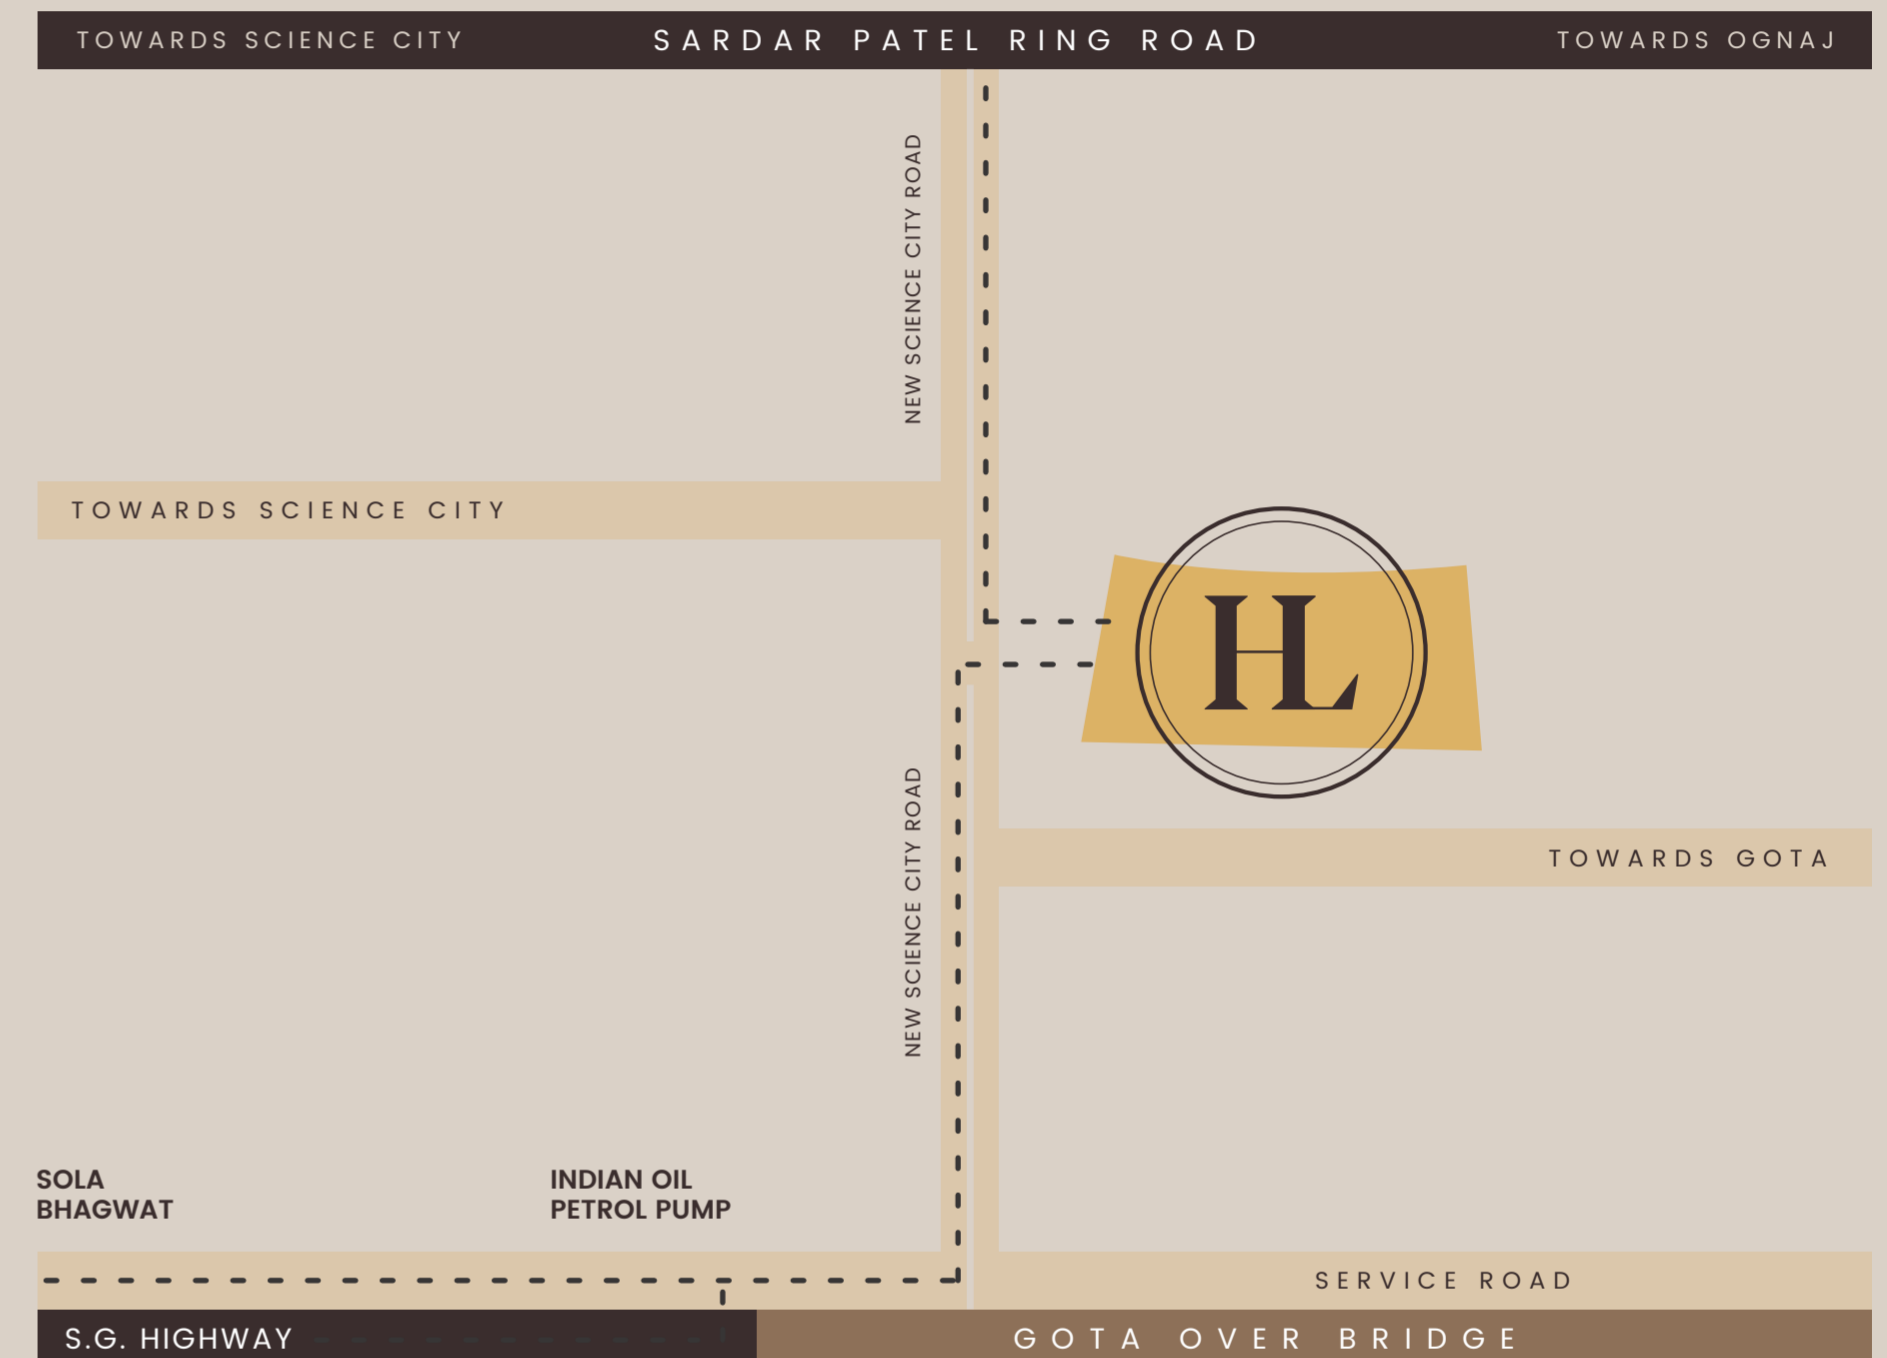 TOWARDS SCIENCE CITY
SARDAR PATEL RING ROAD
TOWARDS OGNAJ
NEW SCIENCE CITY ROAD
TOWARDS SCIENCE CITY
HL
NEW SCIENCE CITY ROAD
TOWARDS GOTA
SOLA
BHAGWAT
INDIAN OIL
PETROL PUMP
SERVICE ROAD
S.G. HIGHWAY
GOTA OVER BRIDGE